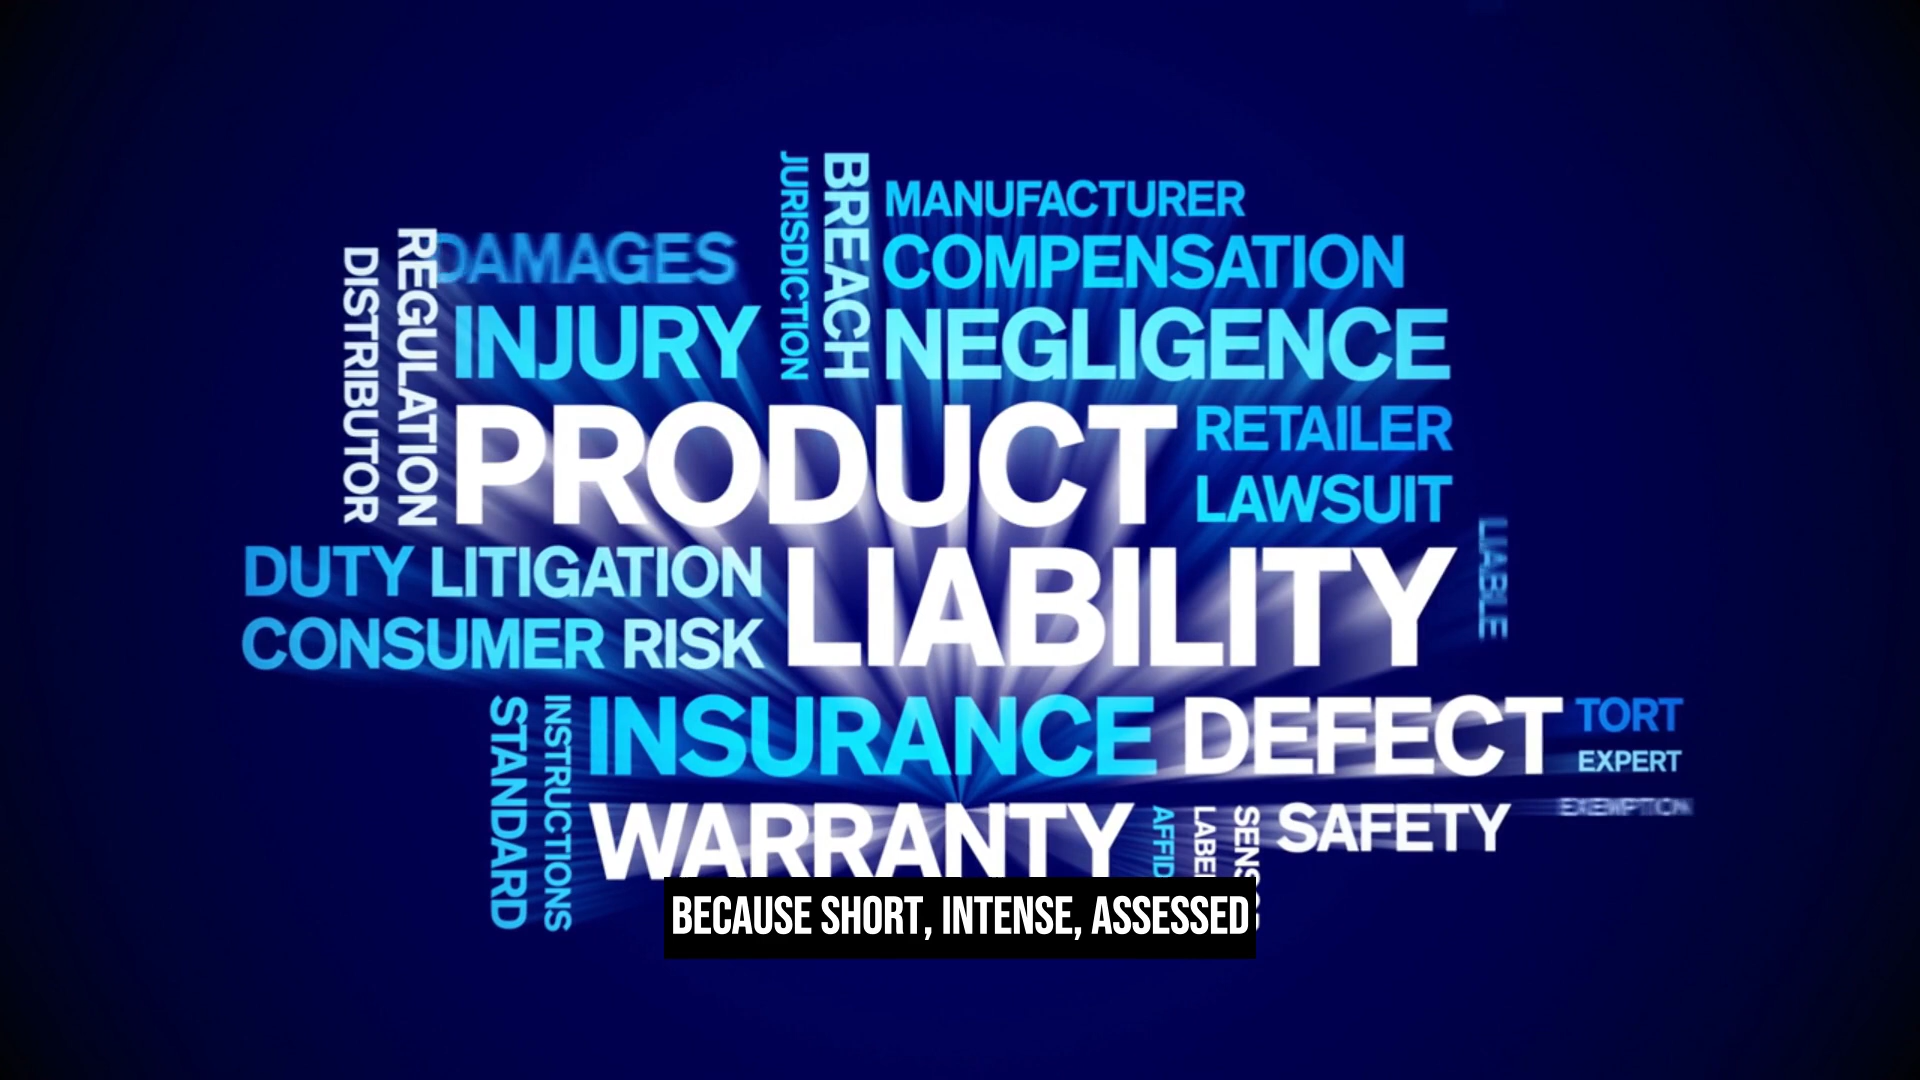 JURISDICTION
BREACH
MANUFACTURER
COMPENSATION
NEGLIGENCE
DISTRIBUTOR
REGULATION
DAMAGES
INJURY
PRODUCT
RETAILER
LAWSUIT
DUTY LITIGATION
CONSUMER RISK
LIABILITY
LIABLE
STANDARD
INSTRUCTIONS
INSURANCE DEFECT
TORT
EXPERT
EXEMPTION
WARRANTY
SAFETY
BECAUSE SHORT, INTENSE, ASSESSED